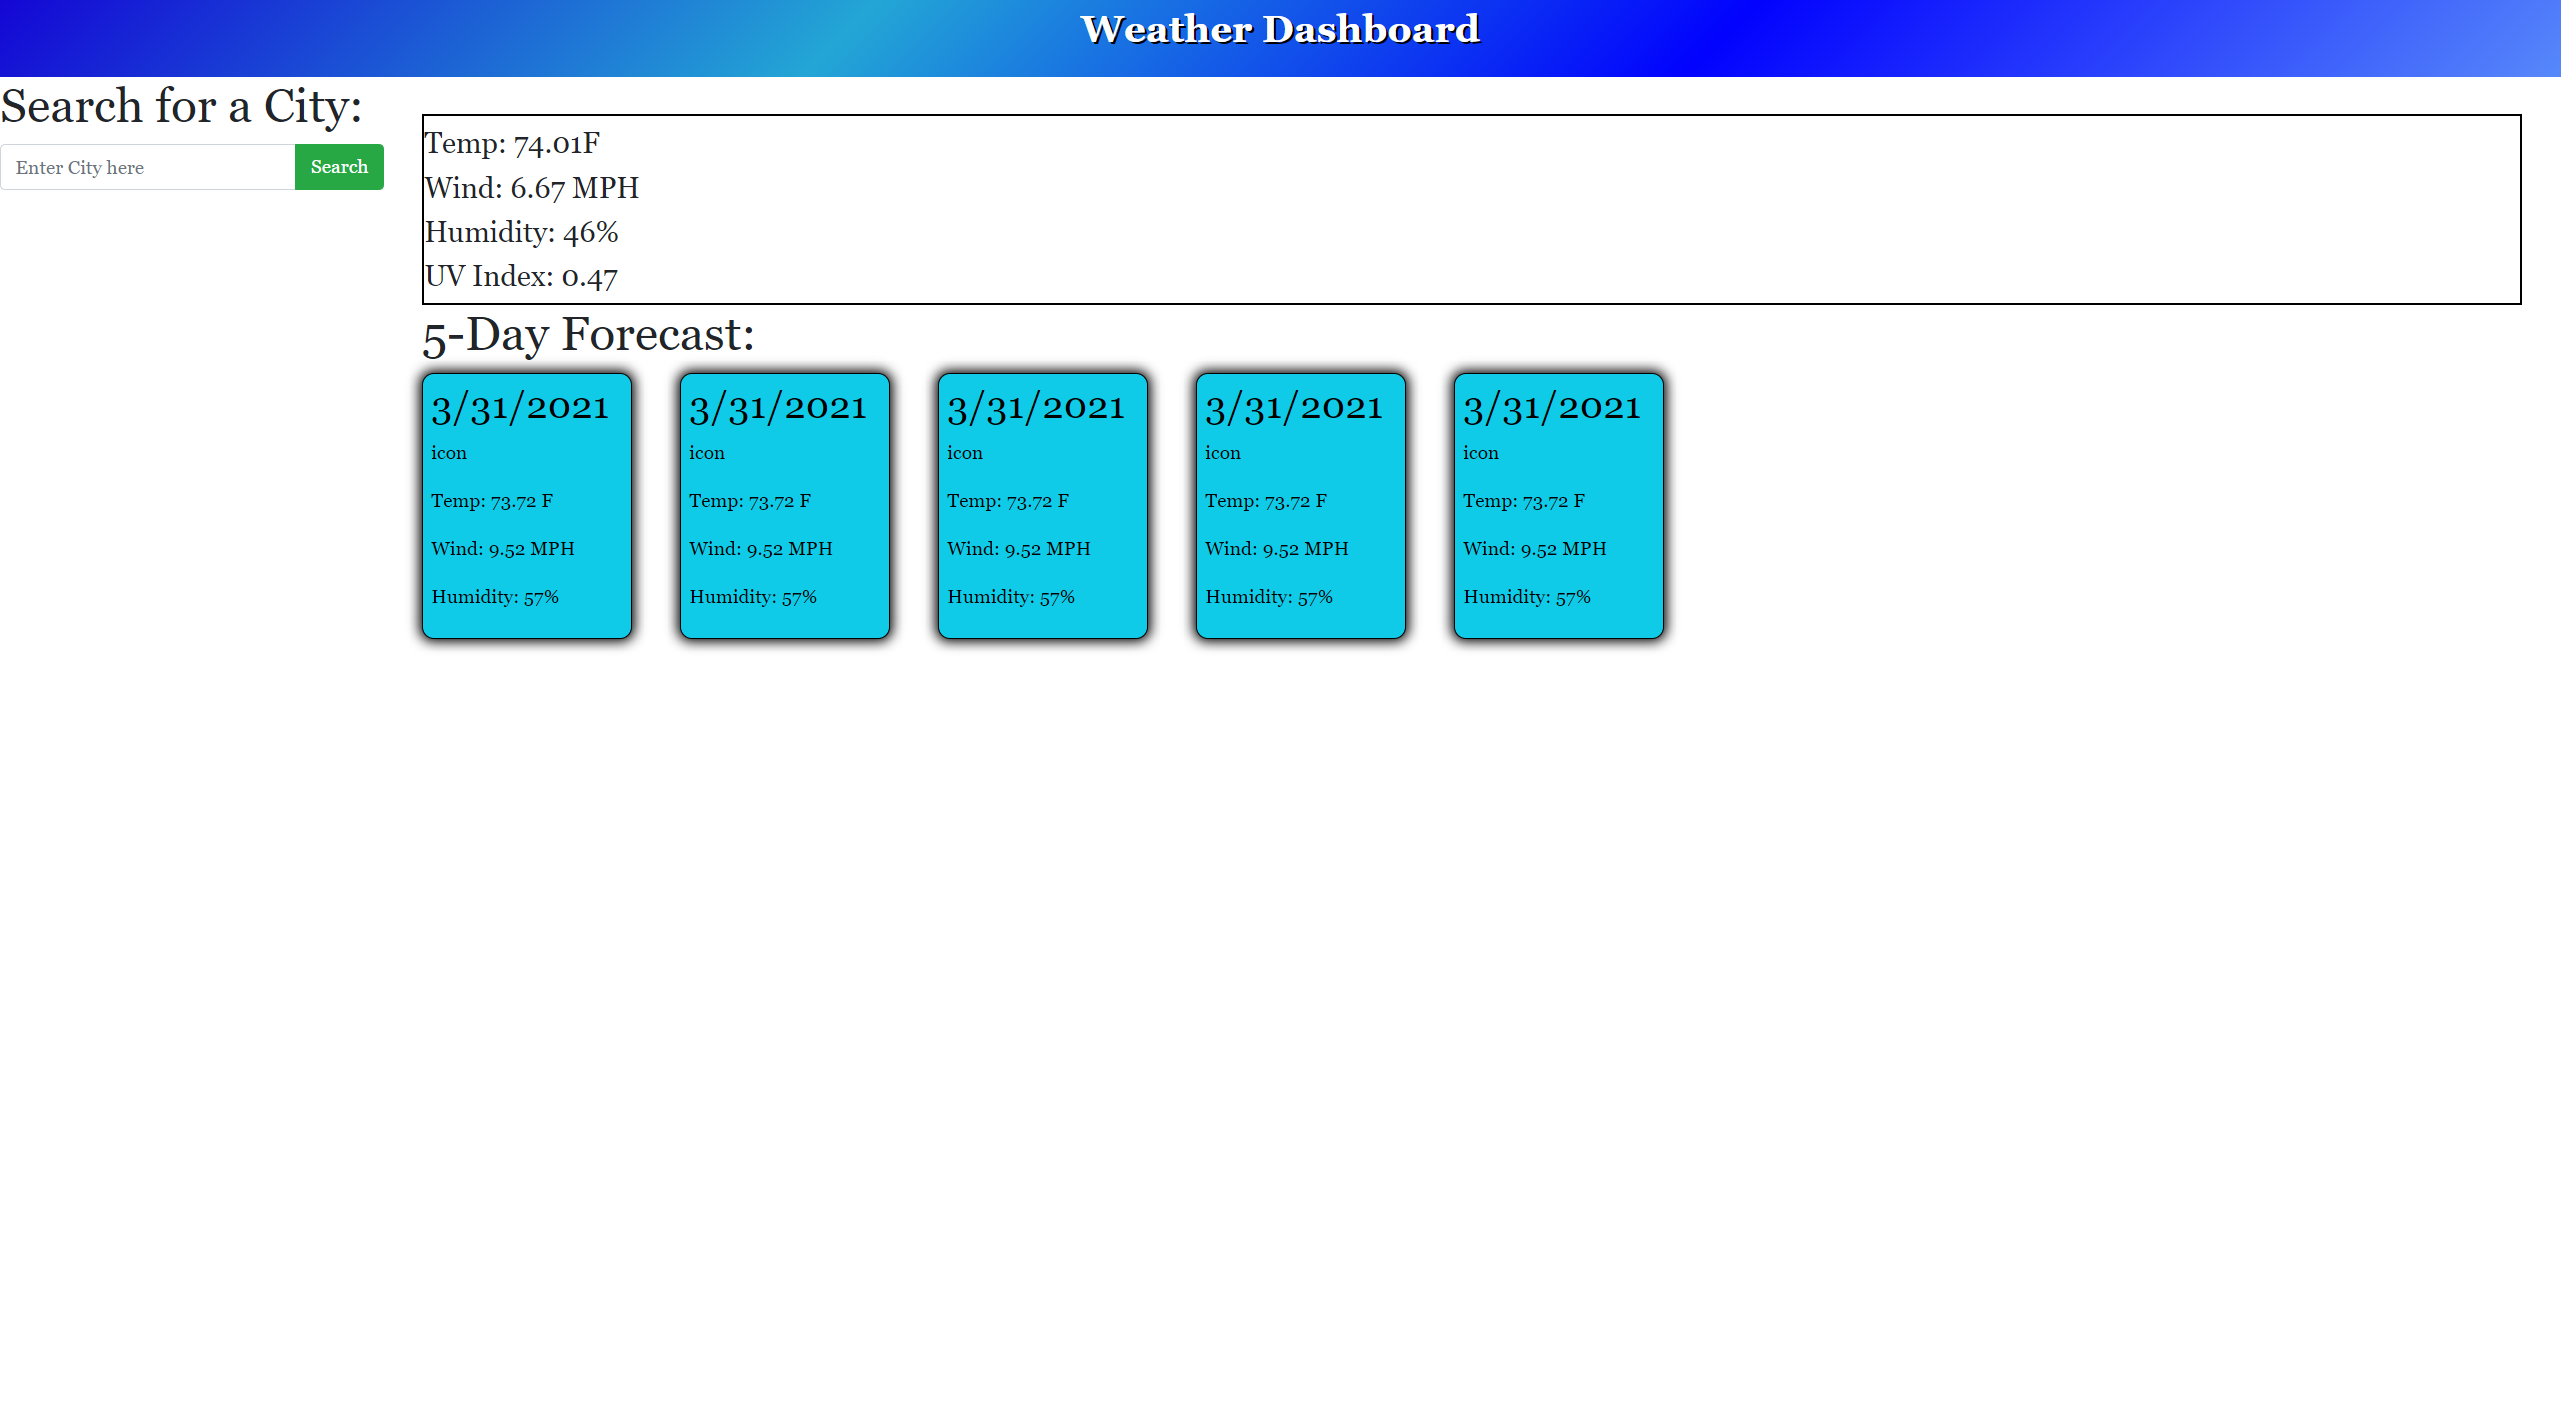 Weather Dashboard
Search for a City:
Enter City here
Search
Temp: 74.01F
Wind: 6.67 MPH
Humidity: 46%
UV Index: 0.47
5-Day Forecast:
3/31/2021
icon
Temp: 73.72 F
Wind: 9.52 MPH
Humidity: 57%
3/31/2021
icon
Temp: 73.72 F
Wind: 9.52 MPH
Humidity: 57%
3/31/2021
icon
Temp: 73.72 F
Wind: 9.52 MPH
Humidity: 57%
3/31/2021
icon
Temp: 73.72 F
Wind: 9.52 MPH
Humidity: 57%
3/31/2021
icon
Temp: 73.72 F
Wind: 9.52 MPH
Humidity: 57%